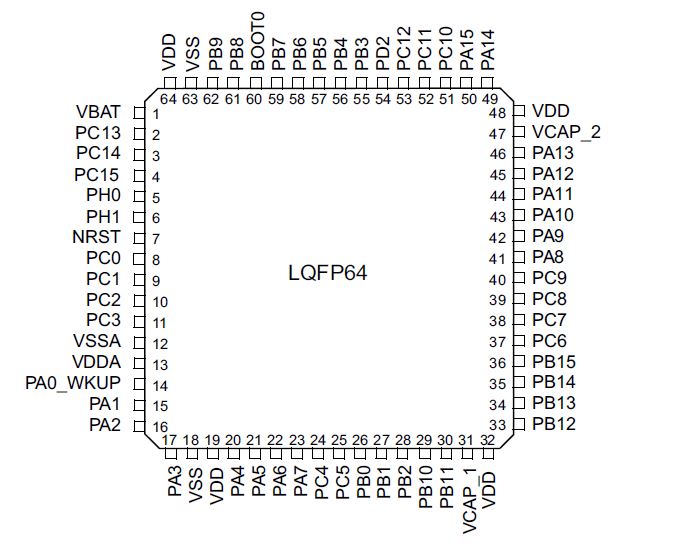 VDD VSS PB9 PB8 BOOT0 PB7 PB6 PB5 PB4 PB3 PD2 PC12 PC11 PC10 PA15 PA14
64 63 62 61 60 59 58 57 56 55 54 53 52 51 50 49
VBAT 1 48 VDD
PC13 2 47 VCAP_2
PC14 3 46 PA13
PC15 4 45 PA12
PH0 5 44 PA11
PH1 6 43 PA10
NRST 7 42 PA9
PC0 8 41 PA8
PC1 9 40 PC9
PC2 10 39 PC8
PC3 11 38 PC7
VSSA 12 37 PC6
VDDA 13 36 PB15
PA0_WKUP 14 35 PB14
PA1 15 34 PB13
PA2 16 33 PB12
LQFP64
17 18 19 20 21 22 23 24 25 26 27 28 29 30 31 32
PA3 VSS VDD PA4 PA5 PA6 PA7 PC4 PC5 PB0 PB1 PB2 PB10 PB11 VCAP_1 VDD